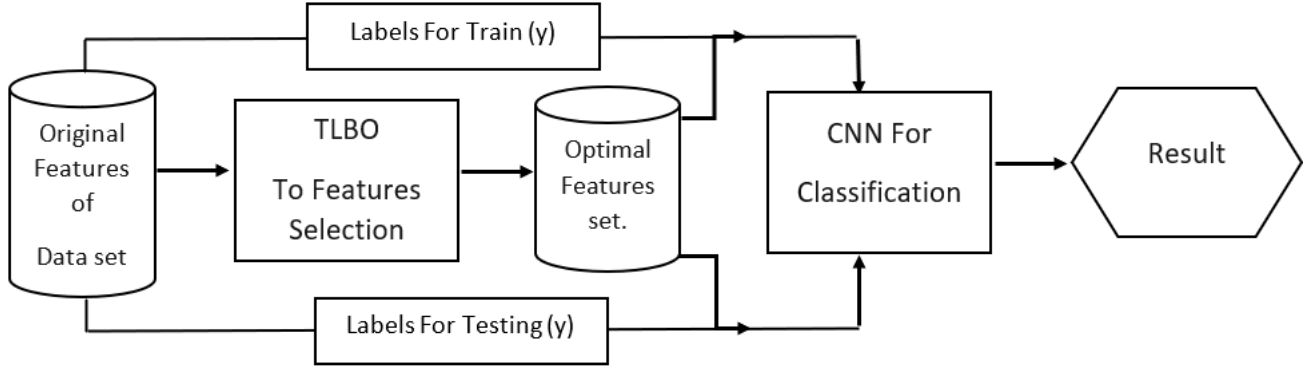 Labels For Train (y)
Original
Features
of
Data set
TLBO
To Features
Selection
Optimal
Features
set.
CNN For
Classification
Result
Labels For Testing (y)